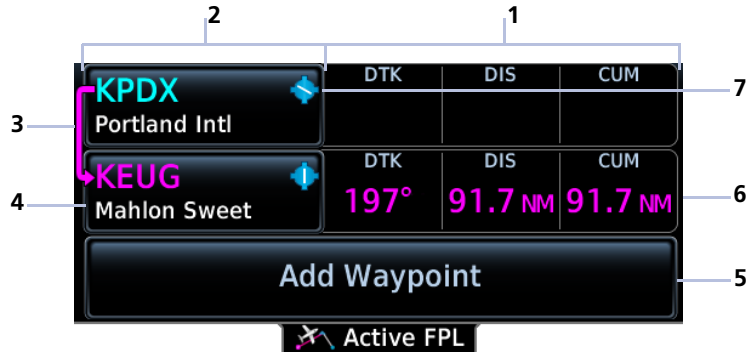 2 1
KPDX DTK DIS CUM 7
Portland Intl
3
KEUG DTK DIS CUM
4 Mahlon Sweet 197° 91.7 NM 91.7 NM 6
Add Waypoint 5
Active FPL